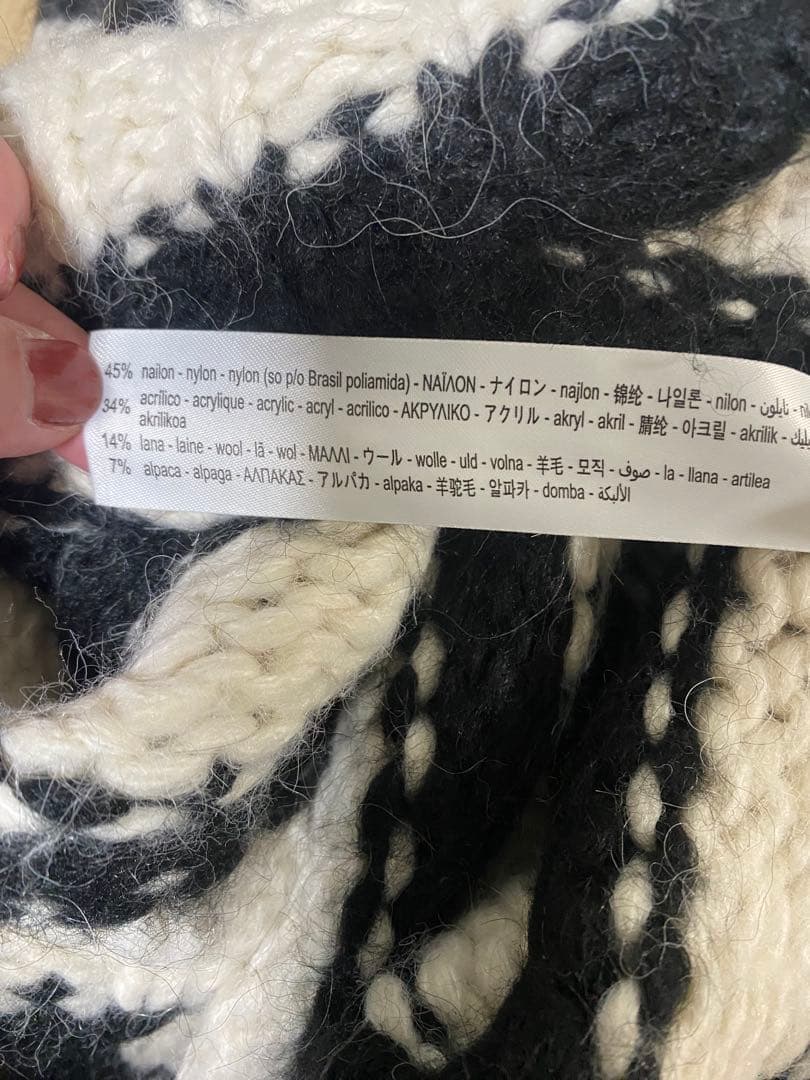 45% nailon - nylon - nylon (so p/o Brasil poliamida) - ΝΑΪΛΟΝ - ナイロン - najlon - 锦纶 - 나일론 - nilon - نايلون
34% acrílico - acrylique - acrylic - acryl - acrilico - ΑΚΡΥΛΙΚΟ - アクリル - akryl - akril - 腈纶 - 아크릴 - akrilik -
akrilikoa
14% lana - laine - wool - lã - wol - ΜΑΛΛΙ - ウール - wolle - uld - volna - 羊毛 - 모직 - صوف - la - llana - artilea
7% alpaca - alpaga - ΑΛΠΑΚΑΣ - アルパカ - alpaka - 羊驼毛 - 알파카 - domba - الألبكة